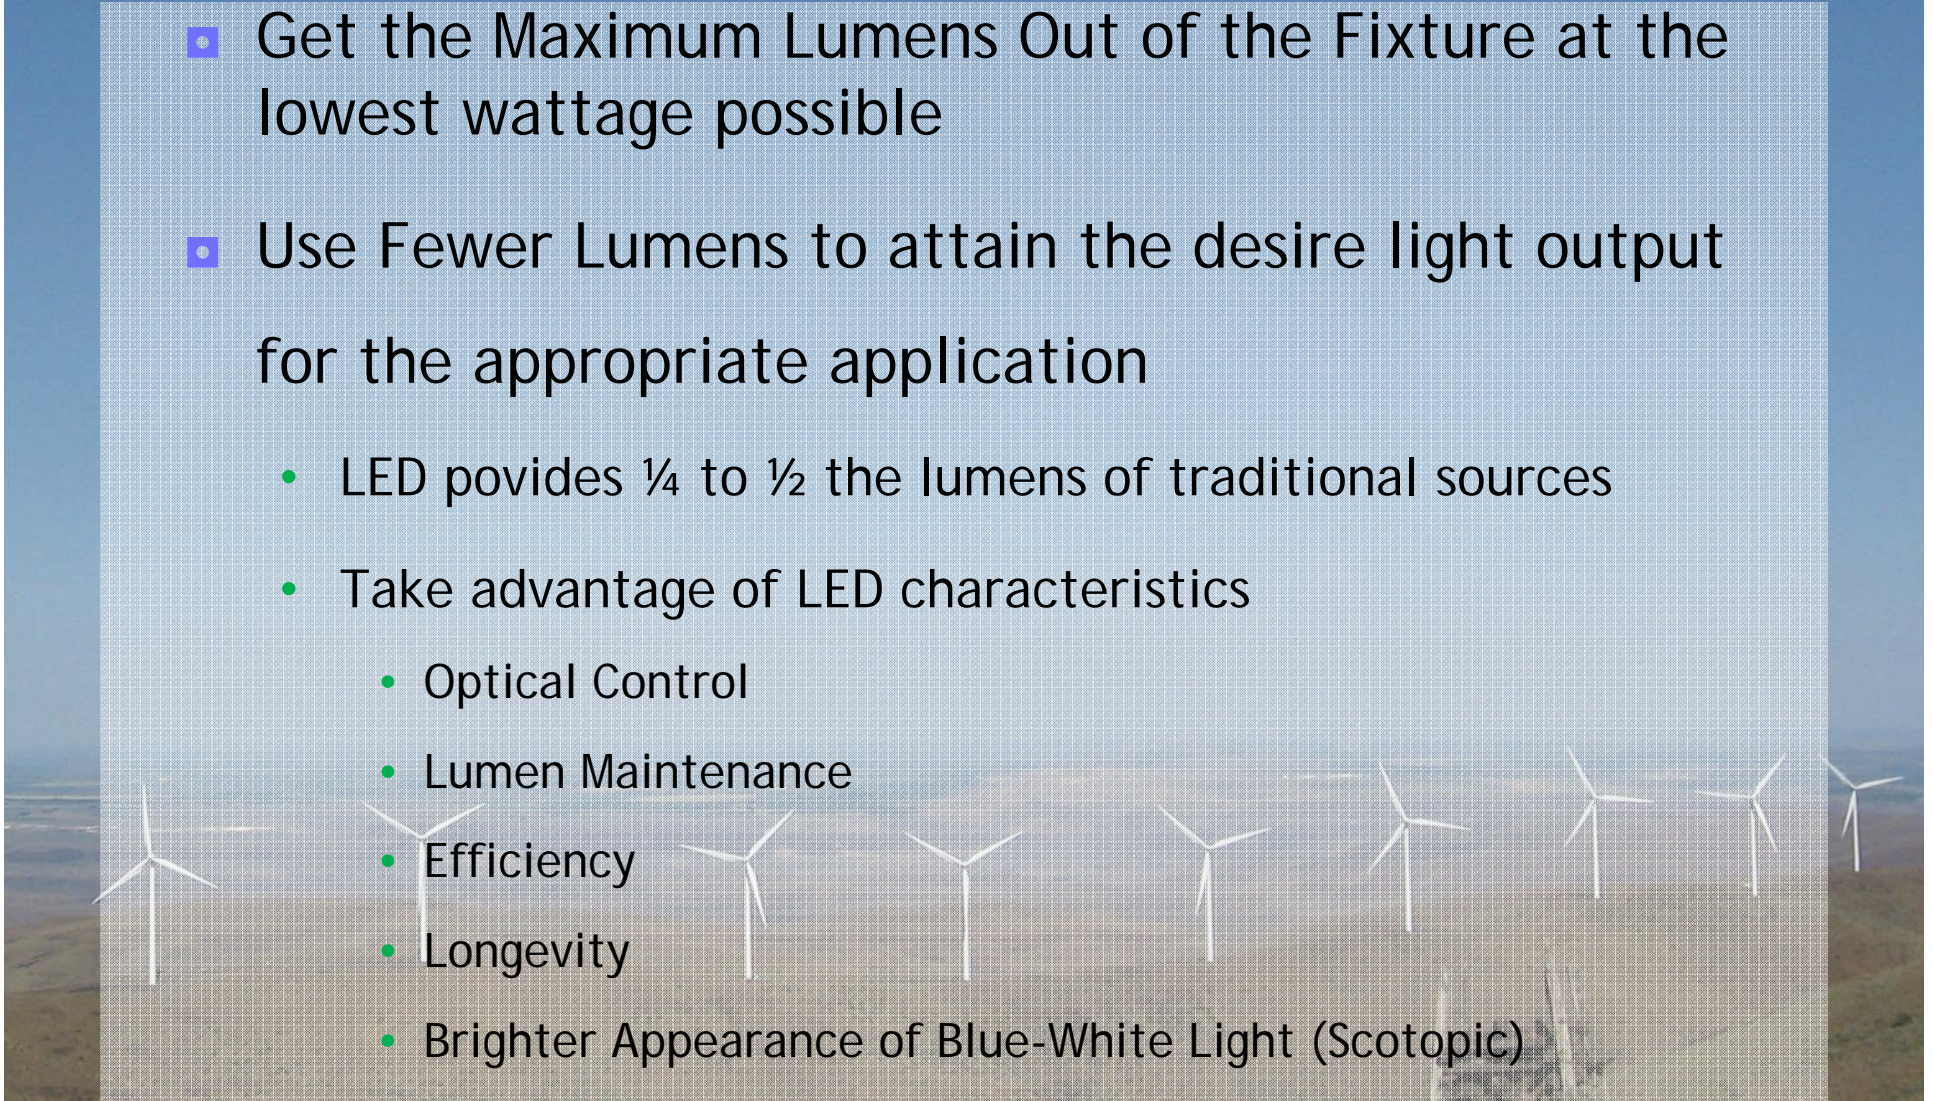 Get the Maximum Lumens Out of the Fixture at the
lowest wattage possible
Use Fewer Lumens to attain the desire light output
for the appropriate application
LED povides ¼ to ½ the lumens of traditional sources
Take advantage of LED characteristics
Optical Control
Lumen Maintenance
Efficiency
Longevity
Brighter Appearance of Blue-White Light (Scotopic)